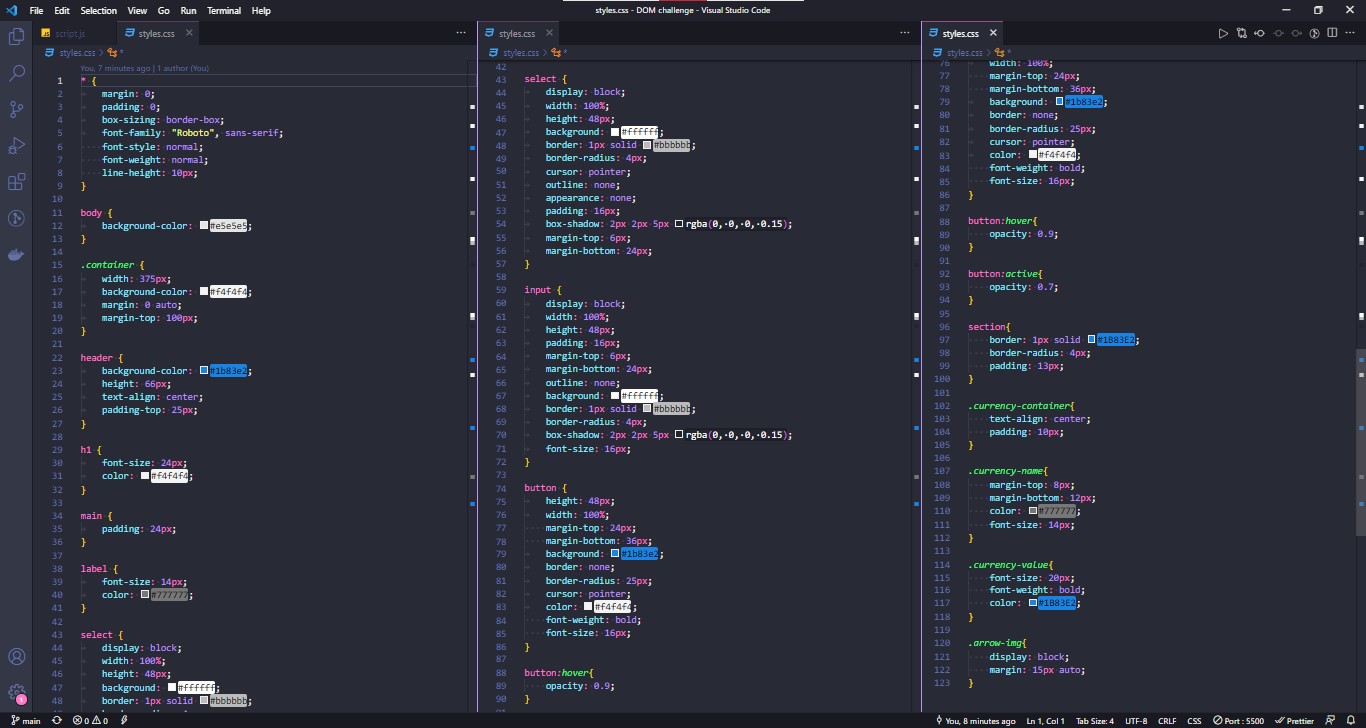 File Edit Selection View Go Run Terminal Help
styles.css - DOM challenge - Visual Studio Code
script.js
styles.css
styles.css > *
You, 7 minutes ago | 1 author (You)
1 * {
2 margin: 0;
3 padding: 0;
4 box-sizing: border-box;
5 font-family: "Roboto", sans-serif;
6 font-style: normal;
7 font-weight: normal;
8 line-height: 10px;
9 }
10
11 body {
12 background-color: #e5e5e5;
13 }
14
15 .container {
16 width: 375px;
17 background-color: #f4f4f4;
18 margin: 0 auto;
19 margin-top: 100px;
20 }
21
22 header {
23 background-color: #1b83e2;
24 height: 66px;
25 text-align: center;
26 padding-top: 25px;
27 }
28
29 h1 {
30 font-size: 24px;
31 color: #f4f4f4;
32 }
33
34 main {
35 padding: 24px;
36 }
37
38 label {
39 font-size: 14px;
40 color: #777777;
41 }
42
43 select {
44 display: block;
45 width: 100%;
46 height: 48px;
47 background: #ffffff;
48 border: 1px solid #bbbbbb;
styles.css
styles.css > *
42
43 select {
44 display: block;
45 width: 100%;
46 height: 48px;
47 background: #ffffff;
48 border: 1px solid #bbbbbb;
49 border-radius: 4px;
50 cursor: pointer;
51 outline: none;
52 appearance: none;
53 padding: 16px;
54 box-shadow: 2px 2px 5px rgba(0, 0, 0, 0.15);
55 margin-top: 6px;
56 margin-bottom: 24px;
57 }
58
59 input {
60 display: block;
61 width: 100%;
62 height: 48px;
63 padding: 16px;
64 margin-top: 6px;
65 margin-bottom: 24px;
66 outline: none;
67 background: #ffffff;
68 border: 1px solid #bbbbbb;
69 border-radius: 4px;
70 box-shadow: 2px 2px 5px rgba(0, 0, 0, 0.15);
71 font-size: 16px;
72 }
73
74 button {
75 height: 48px;
76 width: 100%;
77 margin-top: 24px;
78 margin-bottom: 36px;
79 background: #1b83e2;
80 border: none;
81 border-radius: 25px;
82 cursor: pointer;
83 color: #f4f4f4;
84 font-weight: bold;
85 font-size: 16px;
86 }
87
88 button:hover{
89 opacity: 0.9;
90 }
styles.css
styles.css > *
76 width: 100%;
77 margin-top: 24px;
78 margin-bottom: 36px;
79 background: #1b83e2;
80 border: none;
81 border-radius: 25px;
82 cursor: pointer;
83 color: #f4f4f4;
84 font-weight: bold;
85 font-size: 16px;
86 }
87
88 button:hover{
89 opacity: 0.9;
90 }
91
92 button:active{
93 opacity: 0.7;
94 }
95
96 section{
97 border: 1px solid #1B83E2;
98 border-radius: 4px;
99 padding: 13px;
100 }
101
102 .currency-container{
103 text-align: center;
104 padding: 10px;
105 }
106
107 .currency-name{
108 margin-top: 8px;
109 margin-bottom: 12px;
110 color: #777777;
111 font-size: 14px;
112 }
113
114 .currency-value{
115 font-size: 20px;
116 font-weight: bold;
117 color: #1B83E2;
118 }
119
120 .arrow-img{
121 display: block;
122 margin: 15px auto;
123 }
main 0 0 You, 8 minutes ago Ln 1, Col 1 Tab Size: 4 UTF-8 CRLF CSS Port : 5500 Prettier